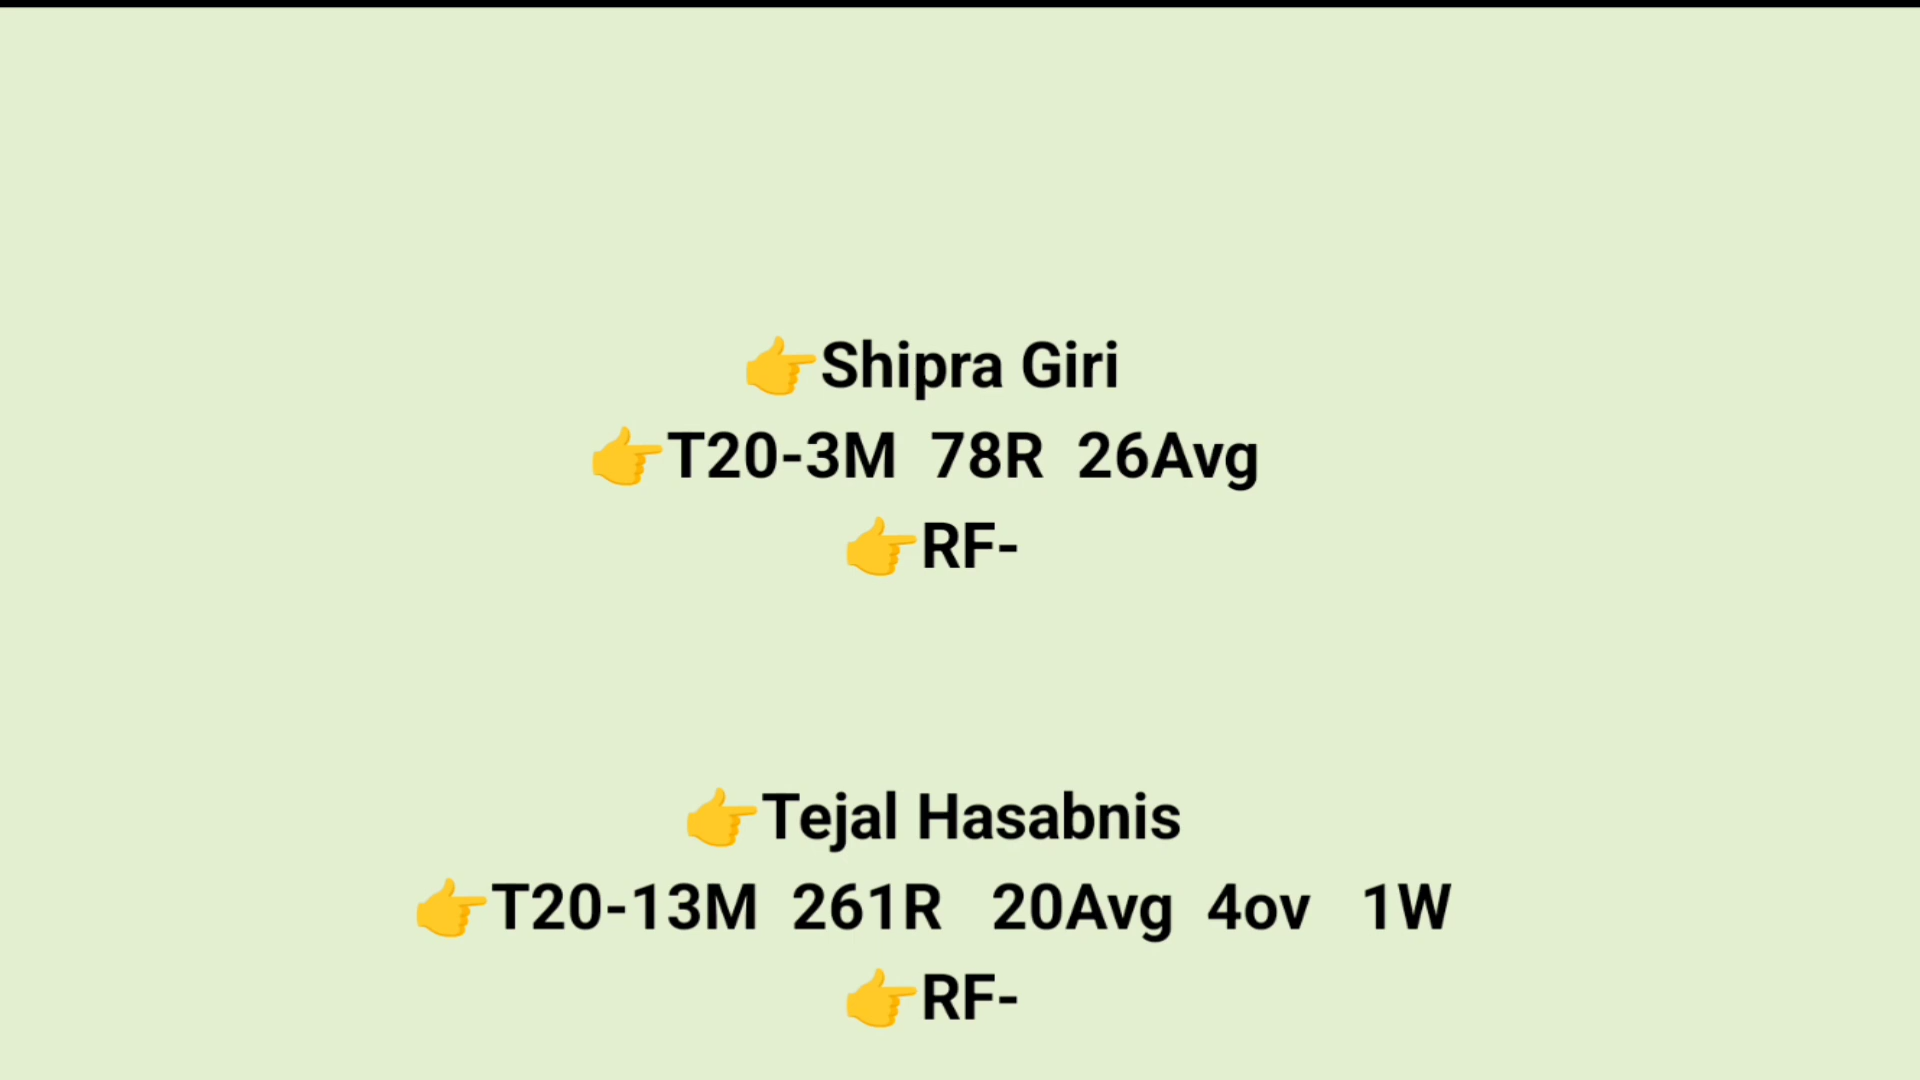 👉Shipra Giri
👉T20-3M 78R 26Avg
👉RF-
👉Tejal Hasabnis
👉T20-13M 261R 20Avg 4ov 1W
👉RF-